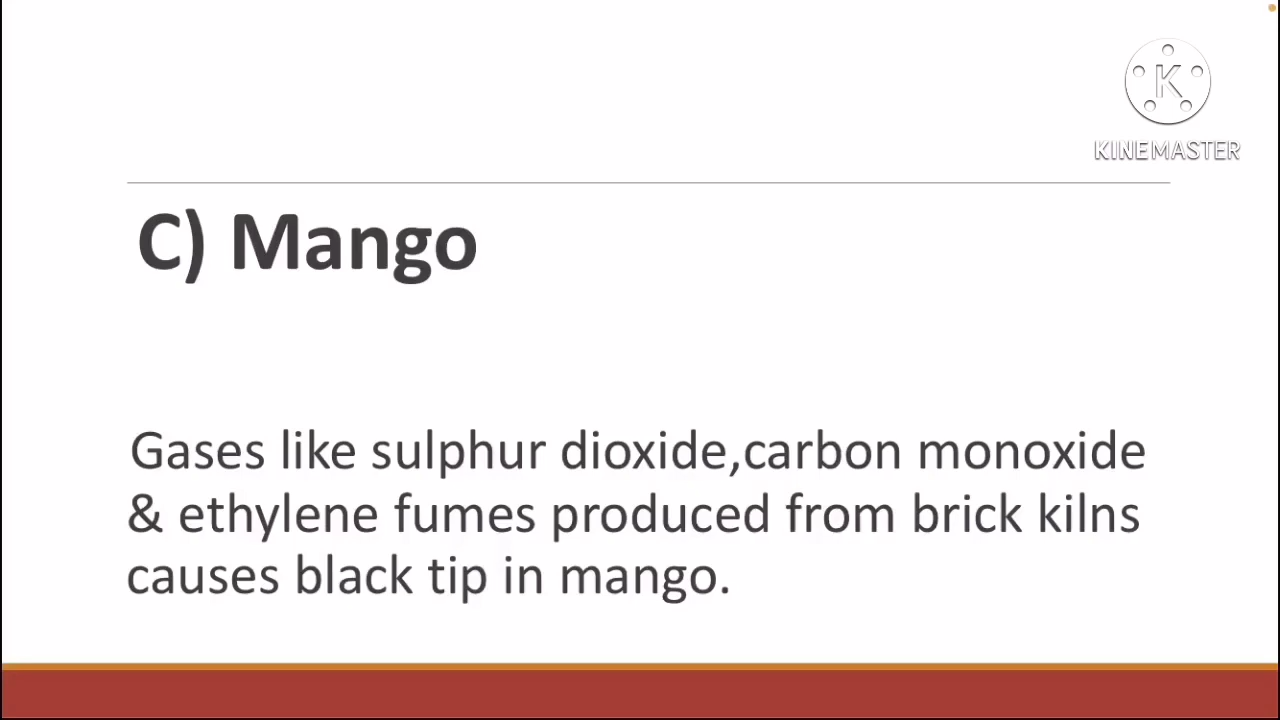 K
KINEMASTER
C) Mango
Gases like sulphur dioxide,carbon monoxide
& ethylene fumes produced from brick kilns
causes black tip in mango.